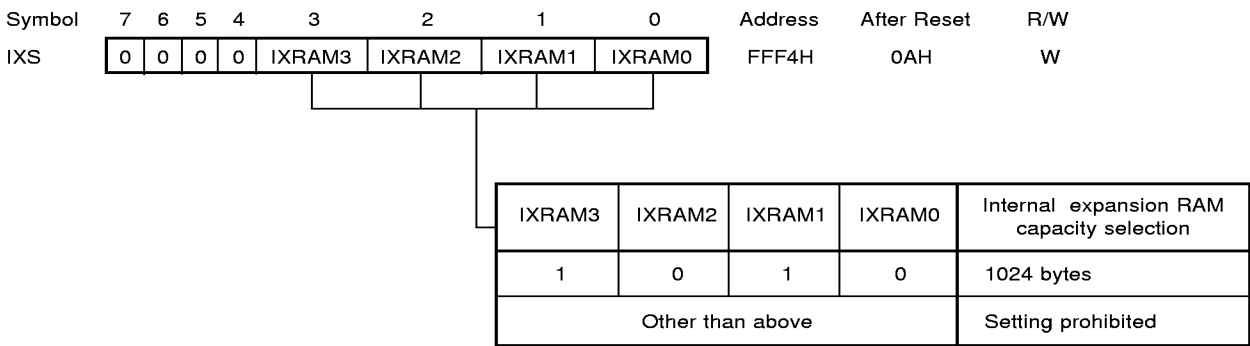 Symbol 7 6 5 4 3 2 1 0 Address After Reset R/W
IXS 0 0 0 0 IXRAM3 IXRAM2 IXRAM1 IXRAM0 FFF4H 0AH W
IXRAM3 IXRAM2 IXRAM1 IXRAM0 Internal expansion RAM
capacity selection
1 0 1 0 1024 bytes
Other than above Setting prohibited